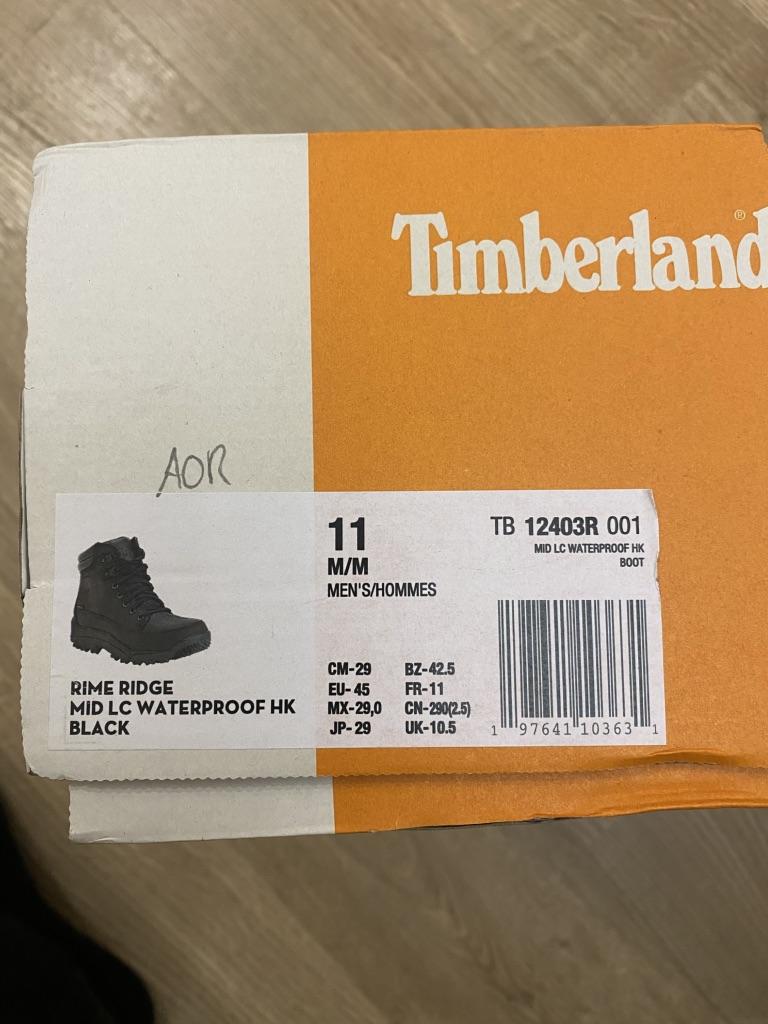 Timberland®
AOR
11
M/M
MEN'S/HOMMES
TB 12403R 001
MID LC WATERPROOF HK
BOOT
RIME RIDGE
MID LC WATERPROOF HK
BLACK
CM-29 BZ-42.5
EU-45 FR-11
MX-29,0 CN-290(2.5)
JP-29 UK-10.5
1 97641 10363 1